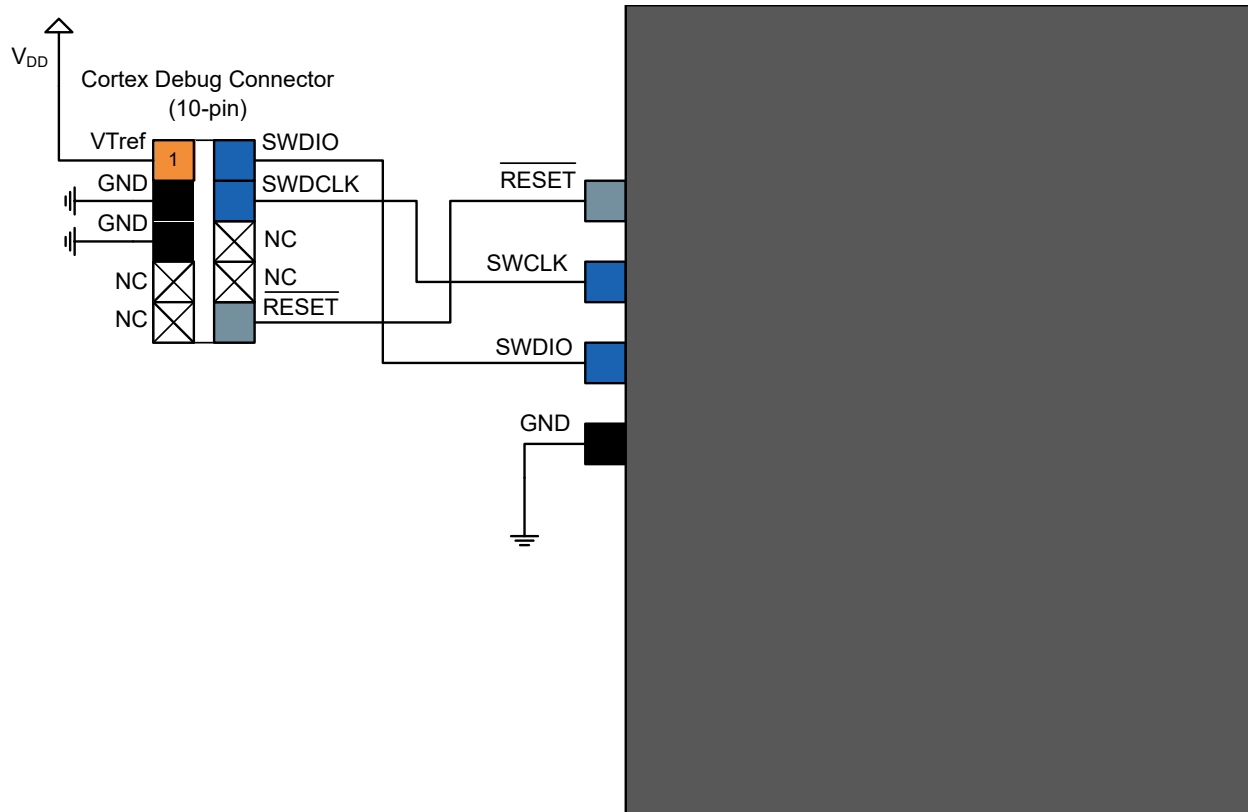 V_DD
Cortex Debug Connector
(10-pin)
VTref
1
SWDIO
GND
SWDCLK
GND
NC
NC
NC
NC
RESET
RESET
SWCLK
SWDIO
GND